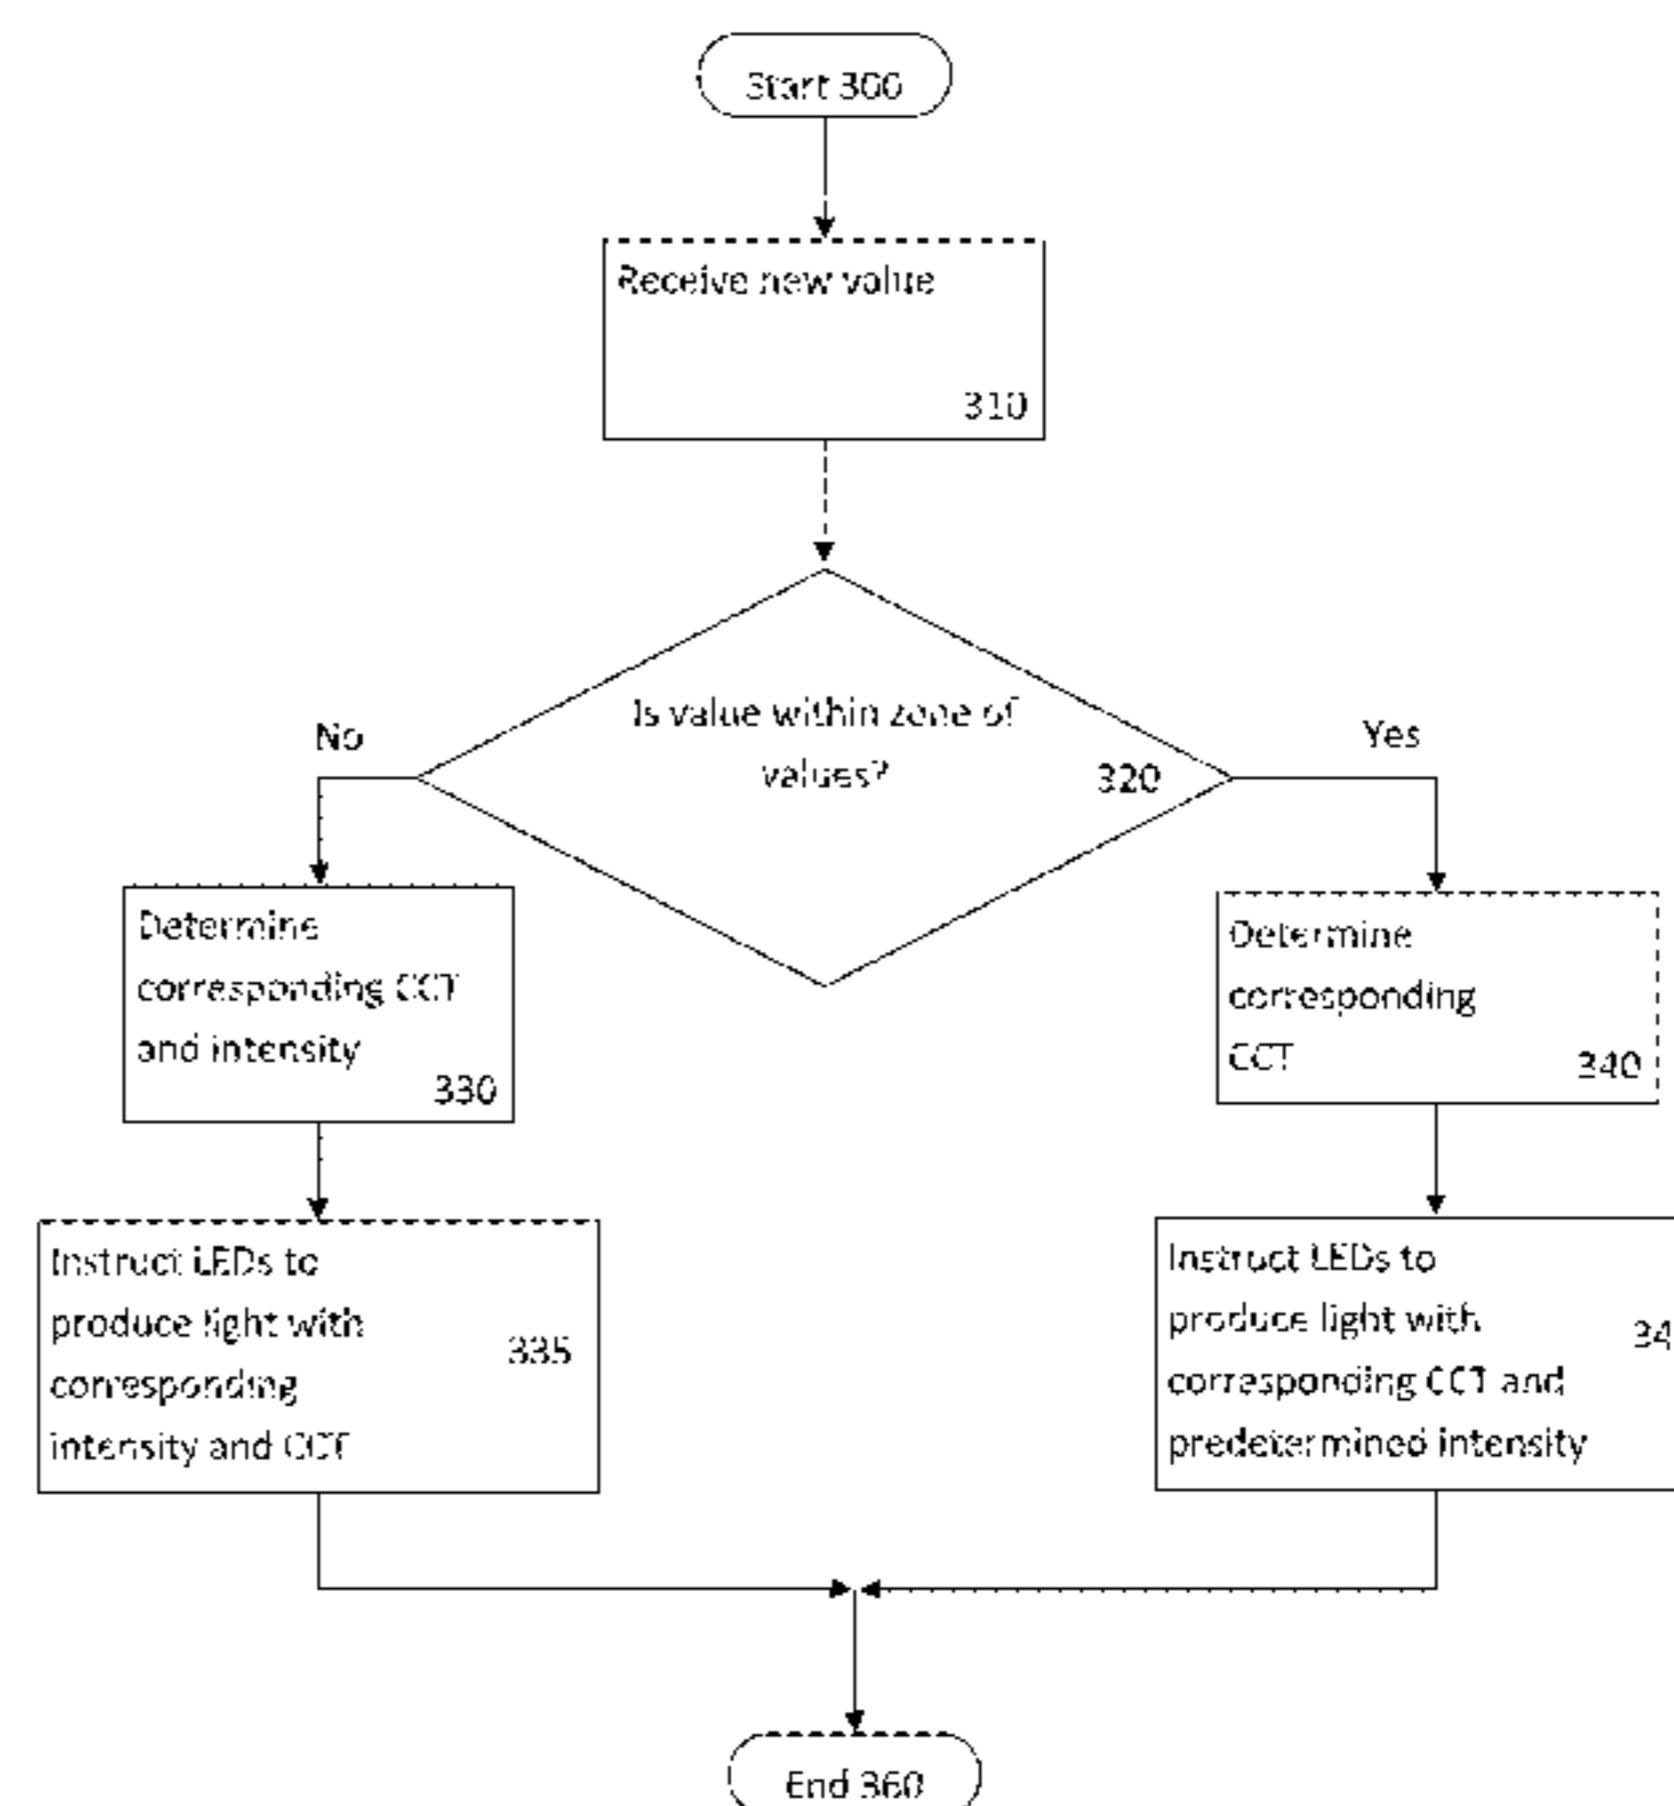 Start 300
Receive new value
310
Is value within zone of
values?
320
No
Yes
Determine
corresponding CCT
and intensity
330
Determine
corresponding
CCT
340
Instruct LEDs to
produce light with
corresponding
intensity and CCT
335
Instruct LEDs to
produce light with
corresponding CCT and
predetermined intensity
34
End 360